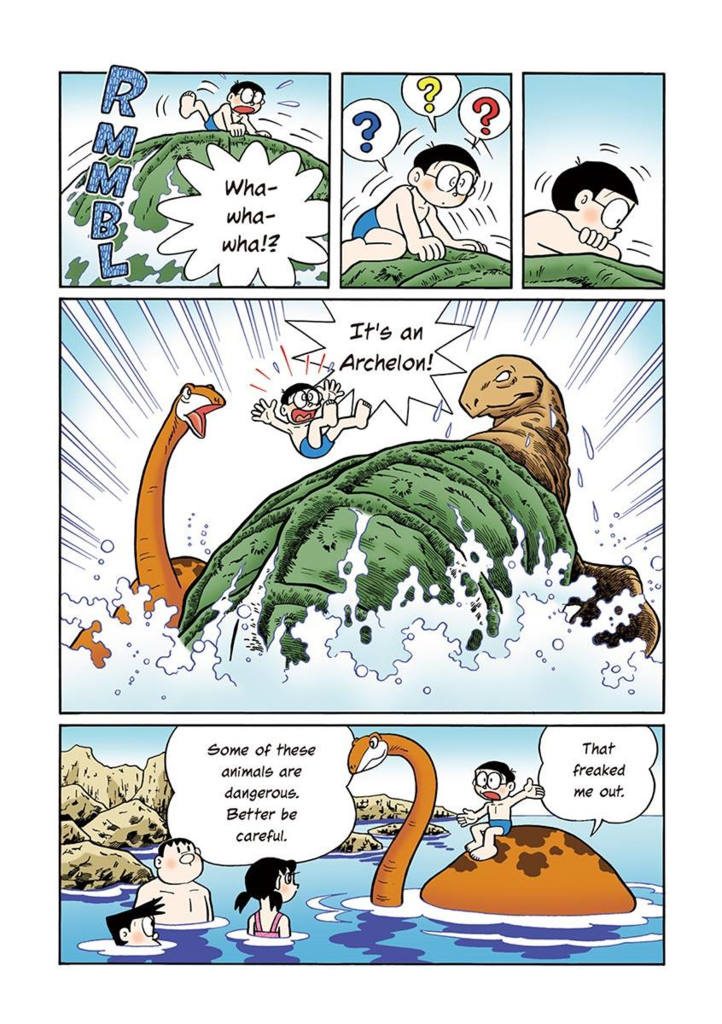 RMMBL
Wha-
wha-
wha!?
?
?
?
It's an
Archelon!
Some of these
animals are
dangerous.
Better be
careful.
That
freaked
me out.